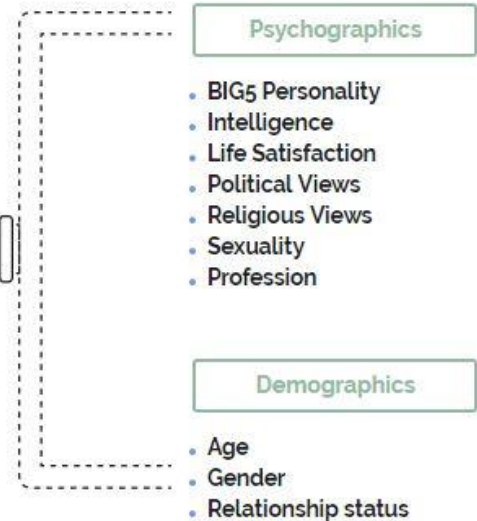 Psychographics
BIG5 Personality
Intelligence
Life Satisfaction
Political Views
Religious Views
Sexuality
Profession
Demographics
Age
Gender
Relationship status